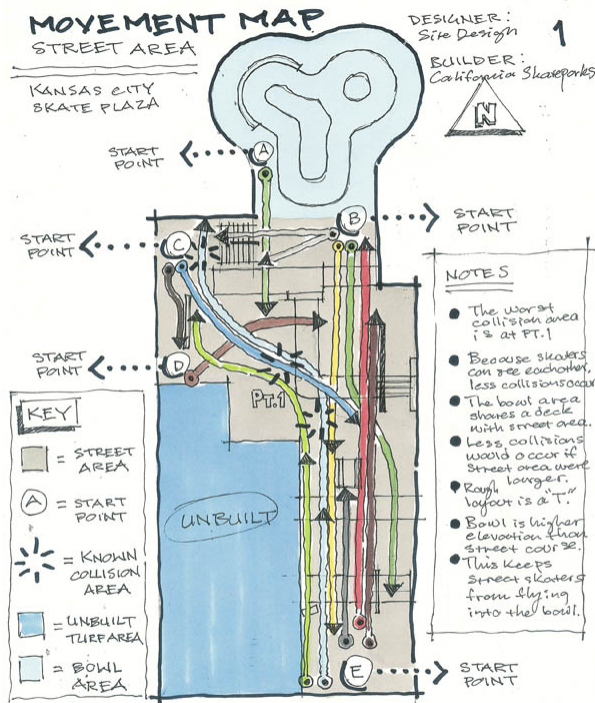 MOVEMENT MAP
STREET AREA
KANSAS CITY
SKATE PLAZA
DESIGNER:
Site Design
BUILDER:
California Skateparks
1
N
START
POINT
A
B
START
POINT
START
POINT
C
START
POINT
D
PT.1
UNBUILT
E
START
POINT
KEY
= STREET
AREA
A = START
POINT
= KNOWN
COLLISION
AREA
= UNBUILT
TURF AREA
= BOWL
AREA
NOTES
The worst
collision area
is at PT.1
Because skaters
can see eachother,
less collisions occur
The bowl area
shares a deck
with street area.
Less collisions
would occur if
street area were
larger.
Rough
layout is a "T."
Bowl is higher
elevation than
street course.
This keeps
street skaters
from flying
into the bowl.